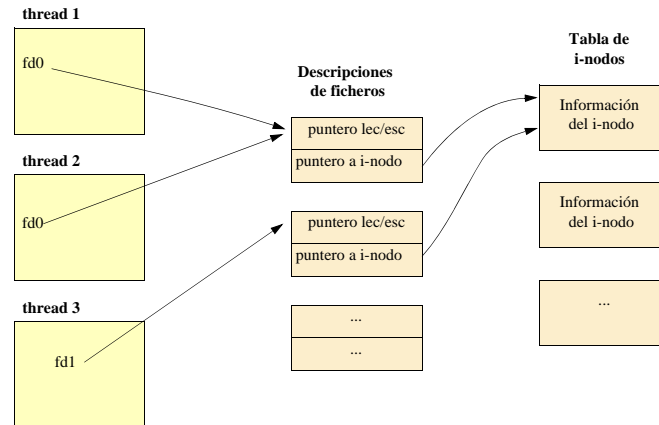 thread 1
fd0
thread 2
fd0
thread 3
fd1
Descripciones
de ficheros
puntero lec/esc
puntero a i-nodo
puntero lec/esc
puntero a i-nodo
...
...
Tabla de
i-nodos
Información
del i-nodo
Información
del i-nodo
...